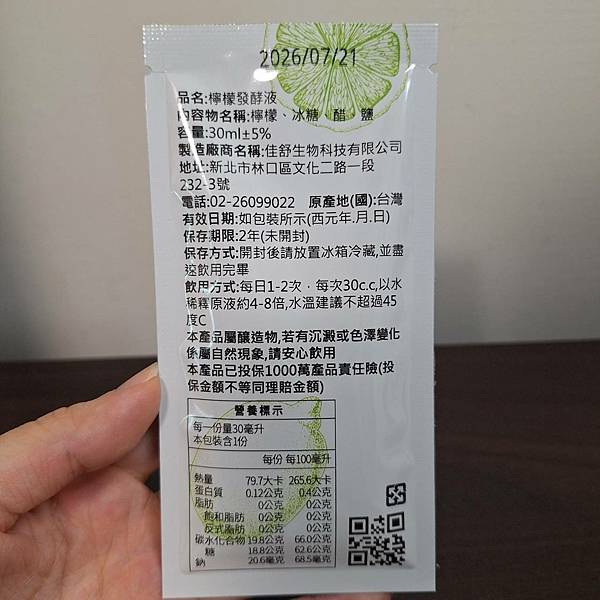 2026/07/21
品名:檸檬發酵液
內容物名稱:檸檬、冰糖、醋、鹽
容量:30ml±5%
製造廠商名稱:佳舒生物科技有限公司
地址:新北市林口區文化二路一段
232-3號
電話:02-26099022 原產地(國):台灣
有效日期:如包裝所示(西元年.月.日)
保存期限:2年(未開封)
保存方式:開封後請放置冰箱冷藏,並盡
速飲用完畢
飲用方式:每日1-2次，每次30c.c,以水
稀釋原液約4-8倍,水溫建議不超過45
度C
本產品屬釀造物,若有沉澱或色澤變化
係屬自然現象,請安心飲用
本產品已投保1000萬產品責任險(投
保金額不等同理賠金額)
營養標示
每一份量30毫升
本包裝含1份
每份 每100毫升
熱量 79.7大卡 265.6大卡
蛋白質 0.12公克 0.4公克
脂肪 0公克 0公克
飽和脂肪 0公克 0公克
反式脂肪 0公克 0公克
碳水化合物 19.8公克 66.0公克
糖 18.8公克 62.6公克
鈉 20.6毫克 68.5毫克